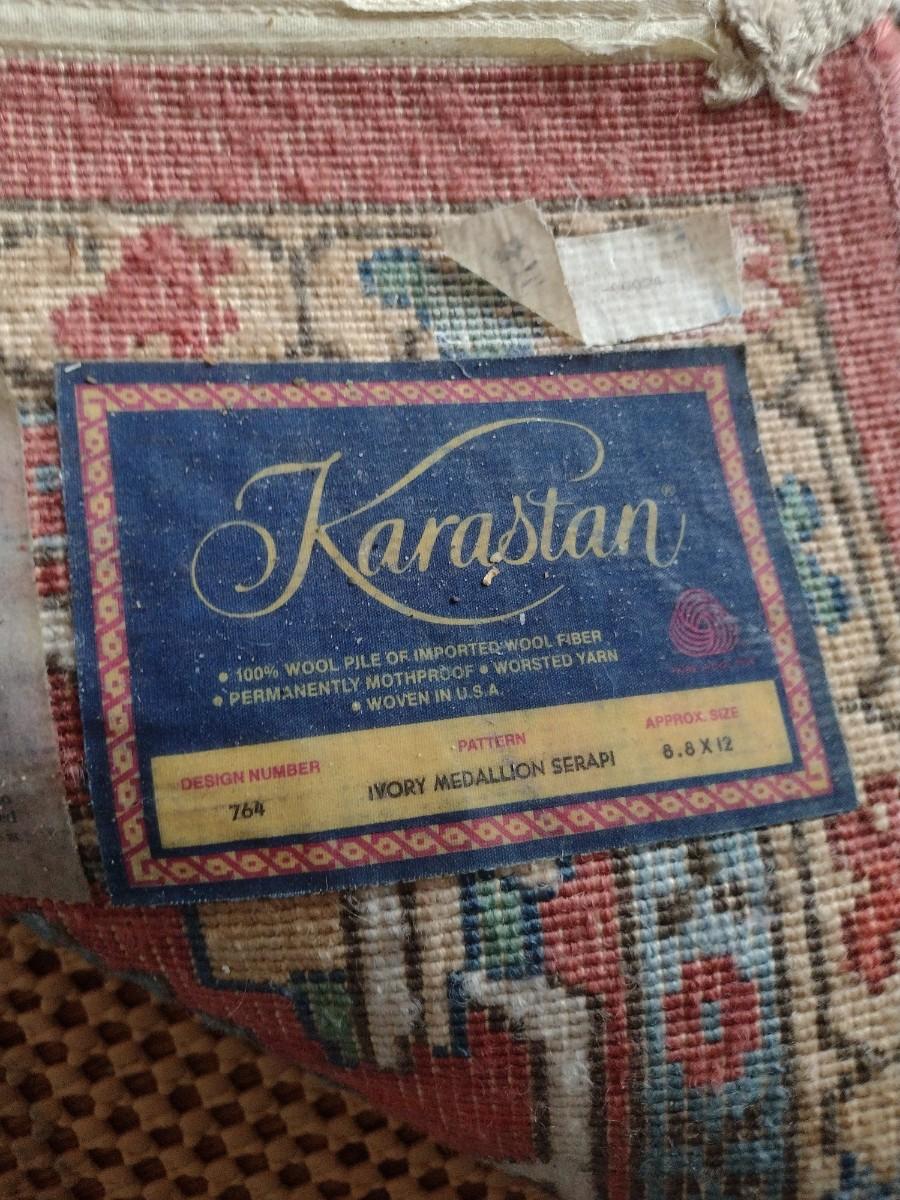 Karastan®
• 100% WOOL PILE OF IMPORTED WOOL FIBER
• PERMANENTLY MOTHPROOF • WORSTED YARN
• WOVEN IN U.S.A.
DESIGN NUMBER
764
PATTERN
IVORY MEDALLION SERAPI
APPROX. SIZE
8.8 X 12